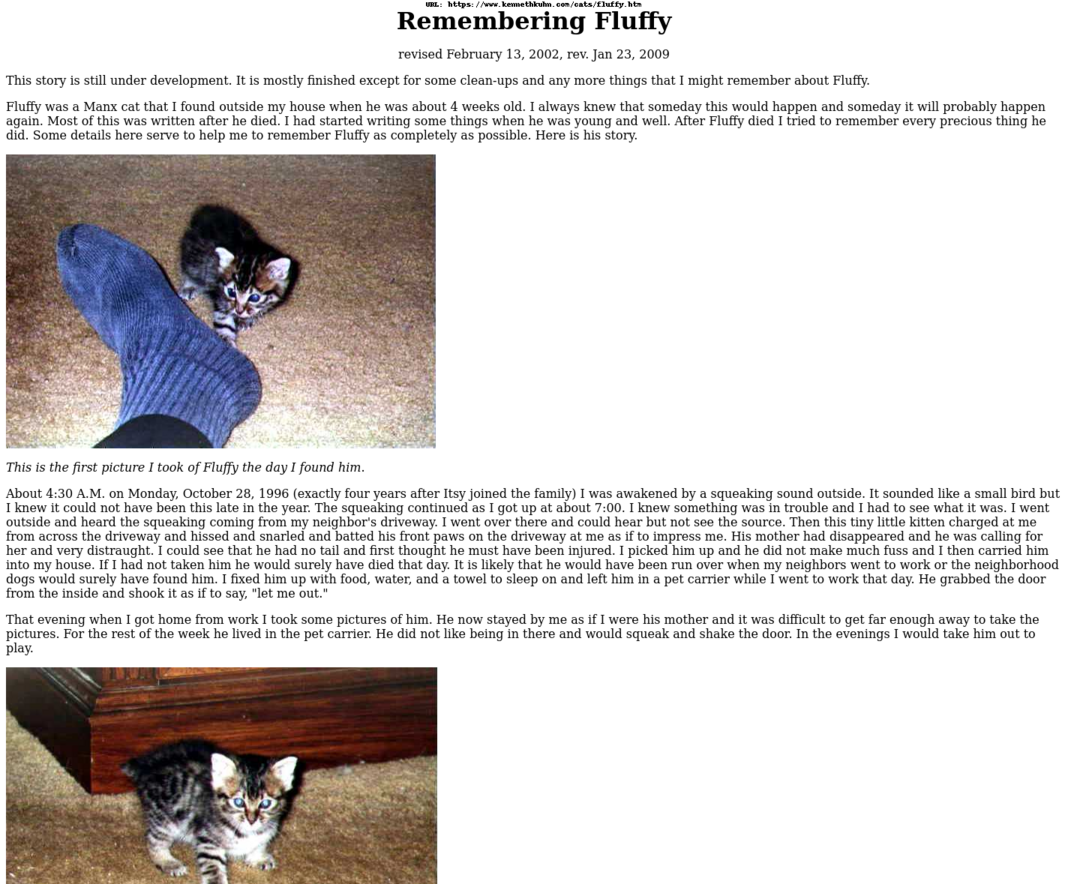 URL: https://www.kennethkuhn.com/cats/fluffy.htm
Remembering Fluffy
revised February 13, 2002, rev. Jan 23, 2009
This story is still under development. It is mostly finished except for some clean-ups and any more things that I might remember about Fluffy.
Fluffy was a Manx cat that I found outside my house when he was about 4 weeks old. I always knew that someday this would happen and someday it will probably happen
again. Most of this was written after he died. I had started writing some things when he was young and well. After Fluffy died I tried to remember every precious thing he
did. Some details here serve to help me to remember Fluffy as completely as possible. Here is his story.
This is the first picture I took of Fluffy the day I found him.
About 4:30 A.M. on Monday, October 28, 1996 (exactly four years after Itsy joined the family) I was awakened by a squeaking sound outside. It sounded like a small bird but
I knew it could not have been this late in the year. The squeaking continued as I got up at about 7:00. I knew something was in trouble and I had to see what it was. I went
outside and heard the squeaking coming from my neighbor's driveway. I went over there and could hear but not see the source. Then this tiny little kitten charged at me
from across the driveway and hissed and snarled and batted his front paws on the driveway at me as if to impress me. His mother had disappeared and he was calling for
her and very distraught. I could see that he had no tail and first thought he must have been injured. I picked him up and he did not make much fuss and I then carried him
into my house. If I had not taken him he would surely have died that day. It is likely that he would have been run over when my neighbors went to work or the neighborhood
dogs would surely have found him. I fixed him up with food, water, and a towel to sleep on and left him in a pet carrier while I went to work that day. He grabbed the door
from the inside and shook it as if to say, "let me out."
That evening when I got home from work I took some pictures of him. He now stayed by me as if I were his mother and it was difficult to get far enough away to take the
pictures. For the rest of the week he lived in the pet carrier. He did not like being in there and would squeak and shake the door. In the evenings I would take him out to
play.